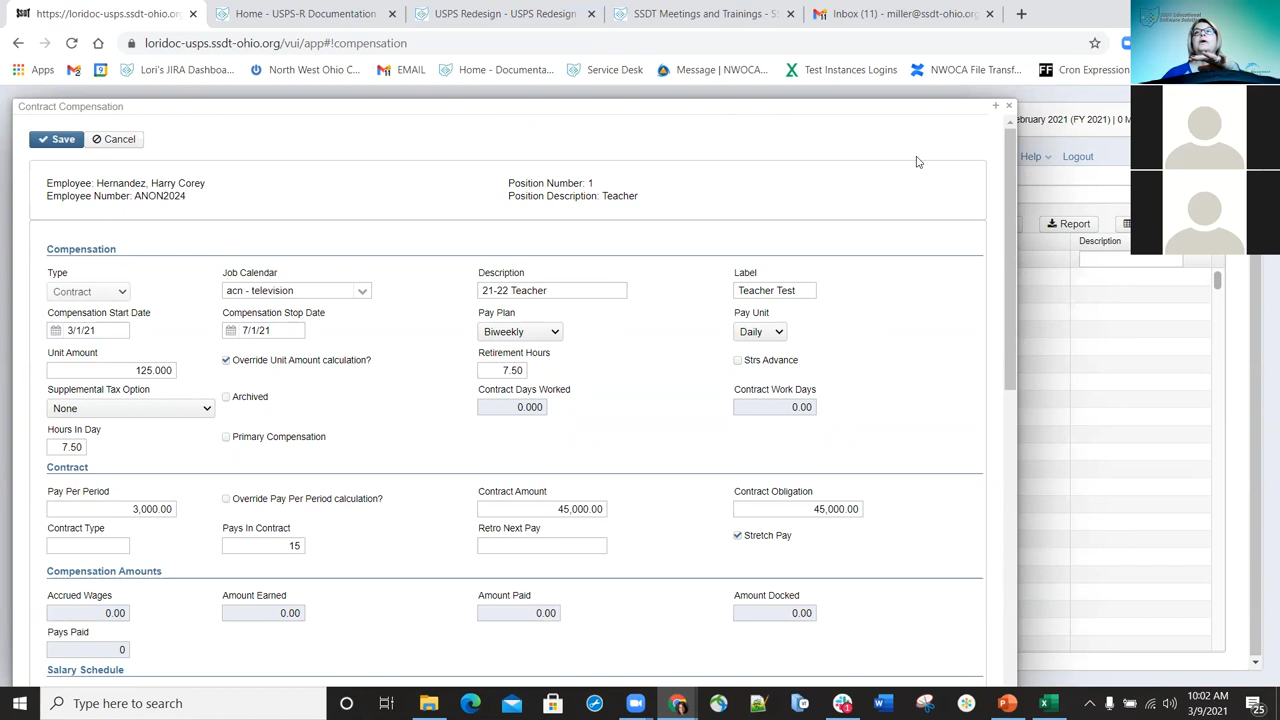 https://loridoc-usps.ssdt-ohio.org
Home - USPS-R Documentation
USPS Redesign - USPS Redesign
SSDT Meetings and Trainings - S
Inbox (11) - miller@ssdt-ohio.org
loridoc-usps.ssdt-ohio.org/vui/app#!compensation
Apps
Lori's JIRA Dashboa...
North West Ohio C...
EMAIL
Home - Documenta...
Service Desk
Message | NWOCA...
Test Instances Logins
NWOCA File Transf...
FF Cron Expression
Contract Compensation
ebruary 2021 (FY 2021) | 0 M
Save
Cancel
Help
Logout
Employee: Hernandez, Harry Corey
Position Number: 1
Employee Number: ANON2024
Position Description: Teacher
Report
Description
Compensation
Type
Job Calendar
Description
Label
Contract
acn - television
21-22 Teacher
Teacher Test
Compensation Start Date
Compensation Stop Date
Pay Plan
Pay Unit
3/1/21
7/1/21
Biweekly
Daily
Unit Amount
Retirement Hours
125.000
Override Unit Amount calculation?
7.50
Strs Advance
Supplemental Tax Option
Contract Days Worked
Contract Work Days
None
Archived
0.000
0.00
Hours In Day
7.50
Primary Compensation
Contract
Pay Per Period
Contract Amount
Contract Obligation
3,000.00
Override Pay Per Period calculation?
45,000.00
45,000.00
Contract Type
Pays In Contract
Retro Next Pay
15
Stretch Pay
Compensation Amounts
Accrued Wages
Amount Earned
Amount Paid
Amount Docked
0.00
0.00
0.00
0.00
Pays Paid
0
Salary Schedule
Type here to search
10:02 AM
3/9/2021
25